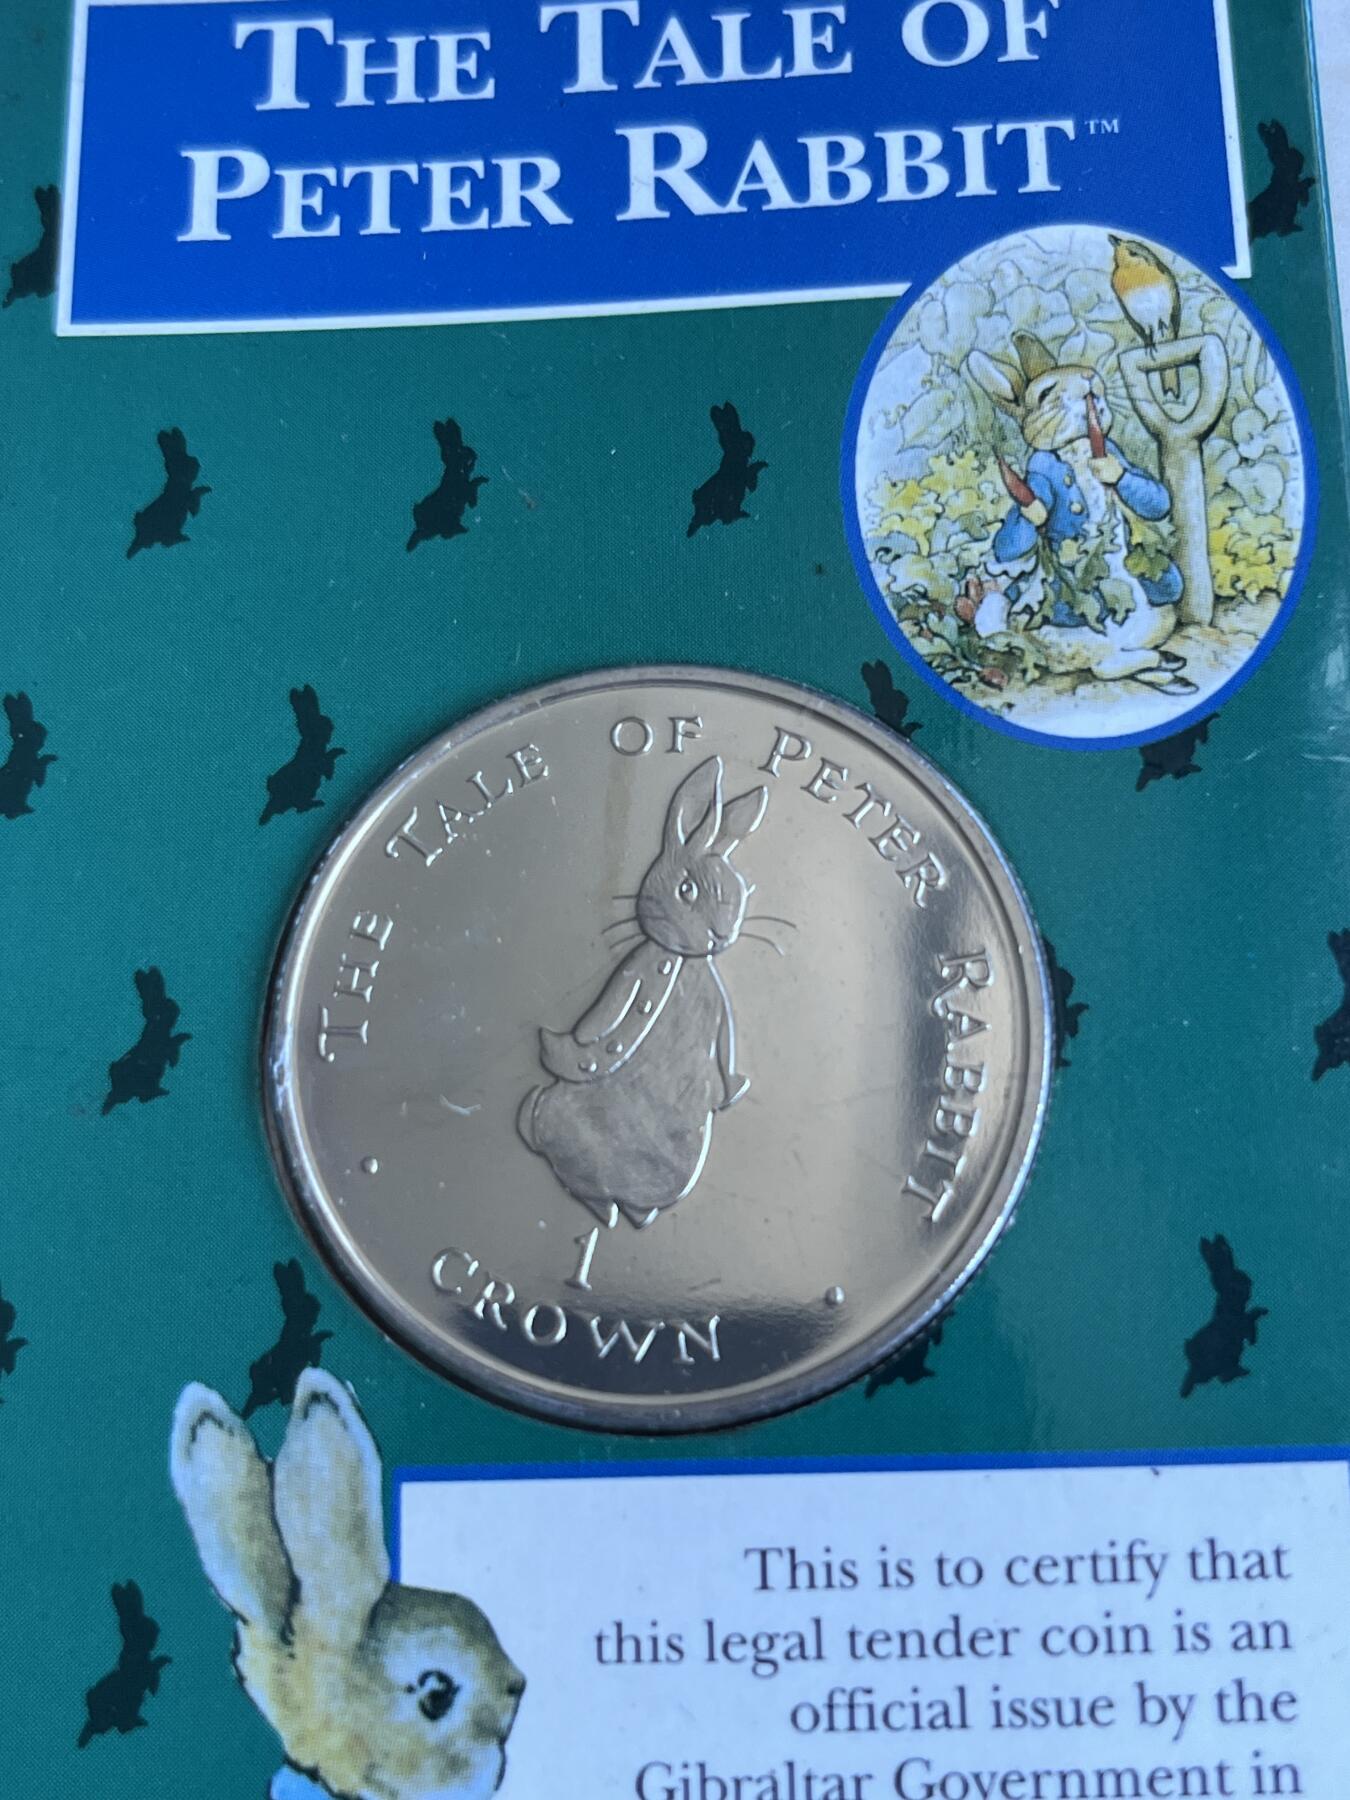 THE TALE OF
PETER RABBIT™
THE TALE OF PETER RABBIT
1
CROWN
This is to certify that
this legal tender coin is an
official issue by the
Gibraltar Government in